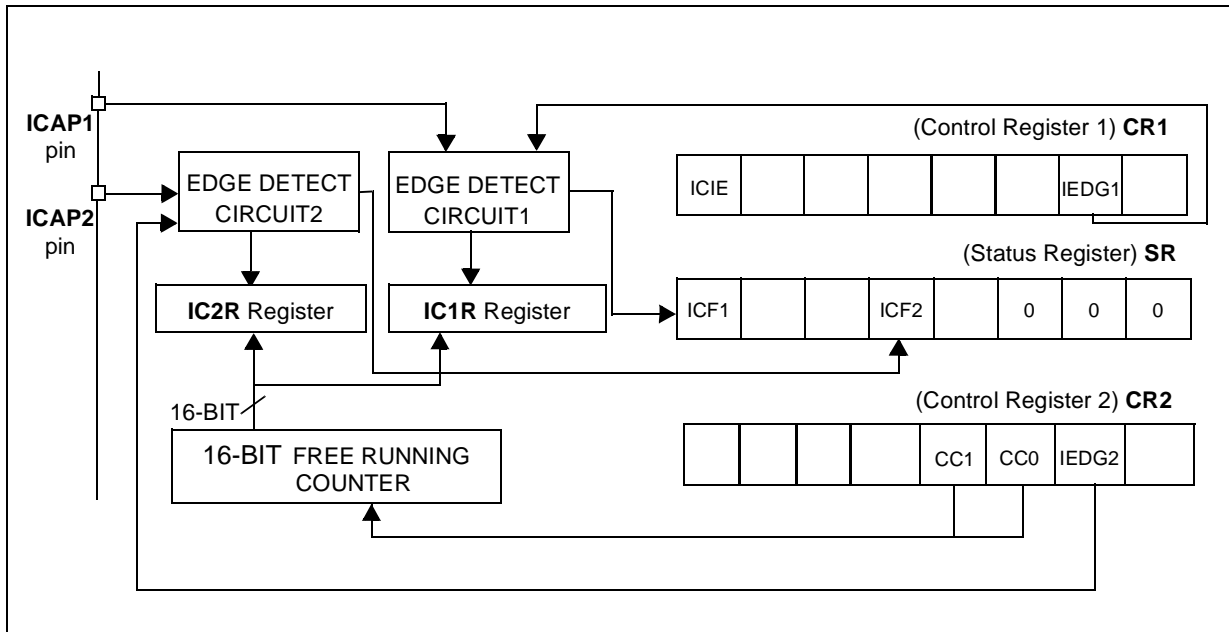 ICAP1
pin
ICAP2
pin
EDGE DETECT
CIRCUIT2
EDGE DETECT
CIRCUIT1
IC2R Register
IC1R Register
16-BIT
16-BIT FREE RUNNING
COUNTER
(Control Register 1) CR1
ICIE
IEDG1
(Status Register) SR
ICF1
ICF2
0
0
0
(Control Register 2) CR2
CC1
CC0
IEDG2